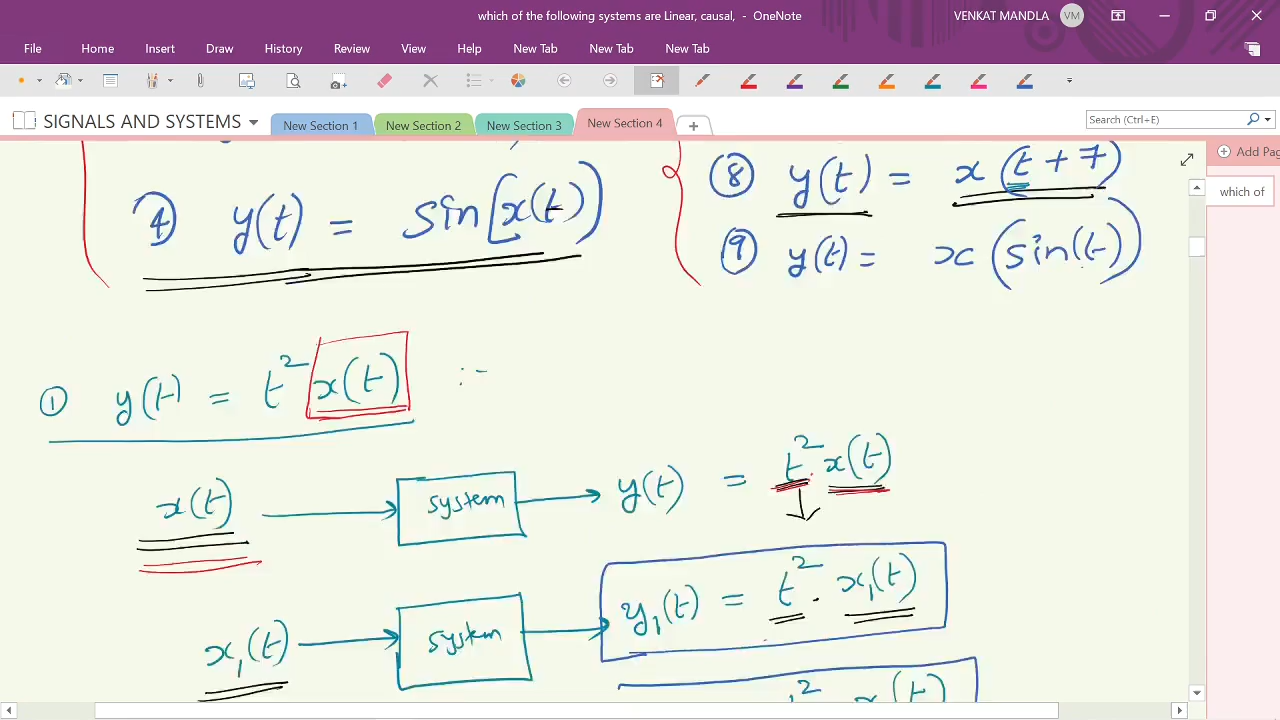 which of the following systems are Linear, causal, - OneNote
VENKAT MANDLA VM
File Home Insert Draw History Review View Help New Tab New Tab New Tab
SIGNALS AND SYSTEMS New Section 1 New Section 2 New Section 3 New Section 4 + Search (Ctrl+E)
Add Pag
which of
④ y(t) = sin[x(t)]
⑧ y(t) = x(t+7)
⑨ y(t) = x(sin(t))
① y(t) = t² x(t) :-
x(t) system y(t) = t². x(t)
x₁(t) system y₁(t) = t² . x₁(t)